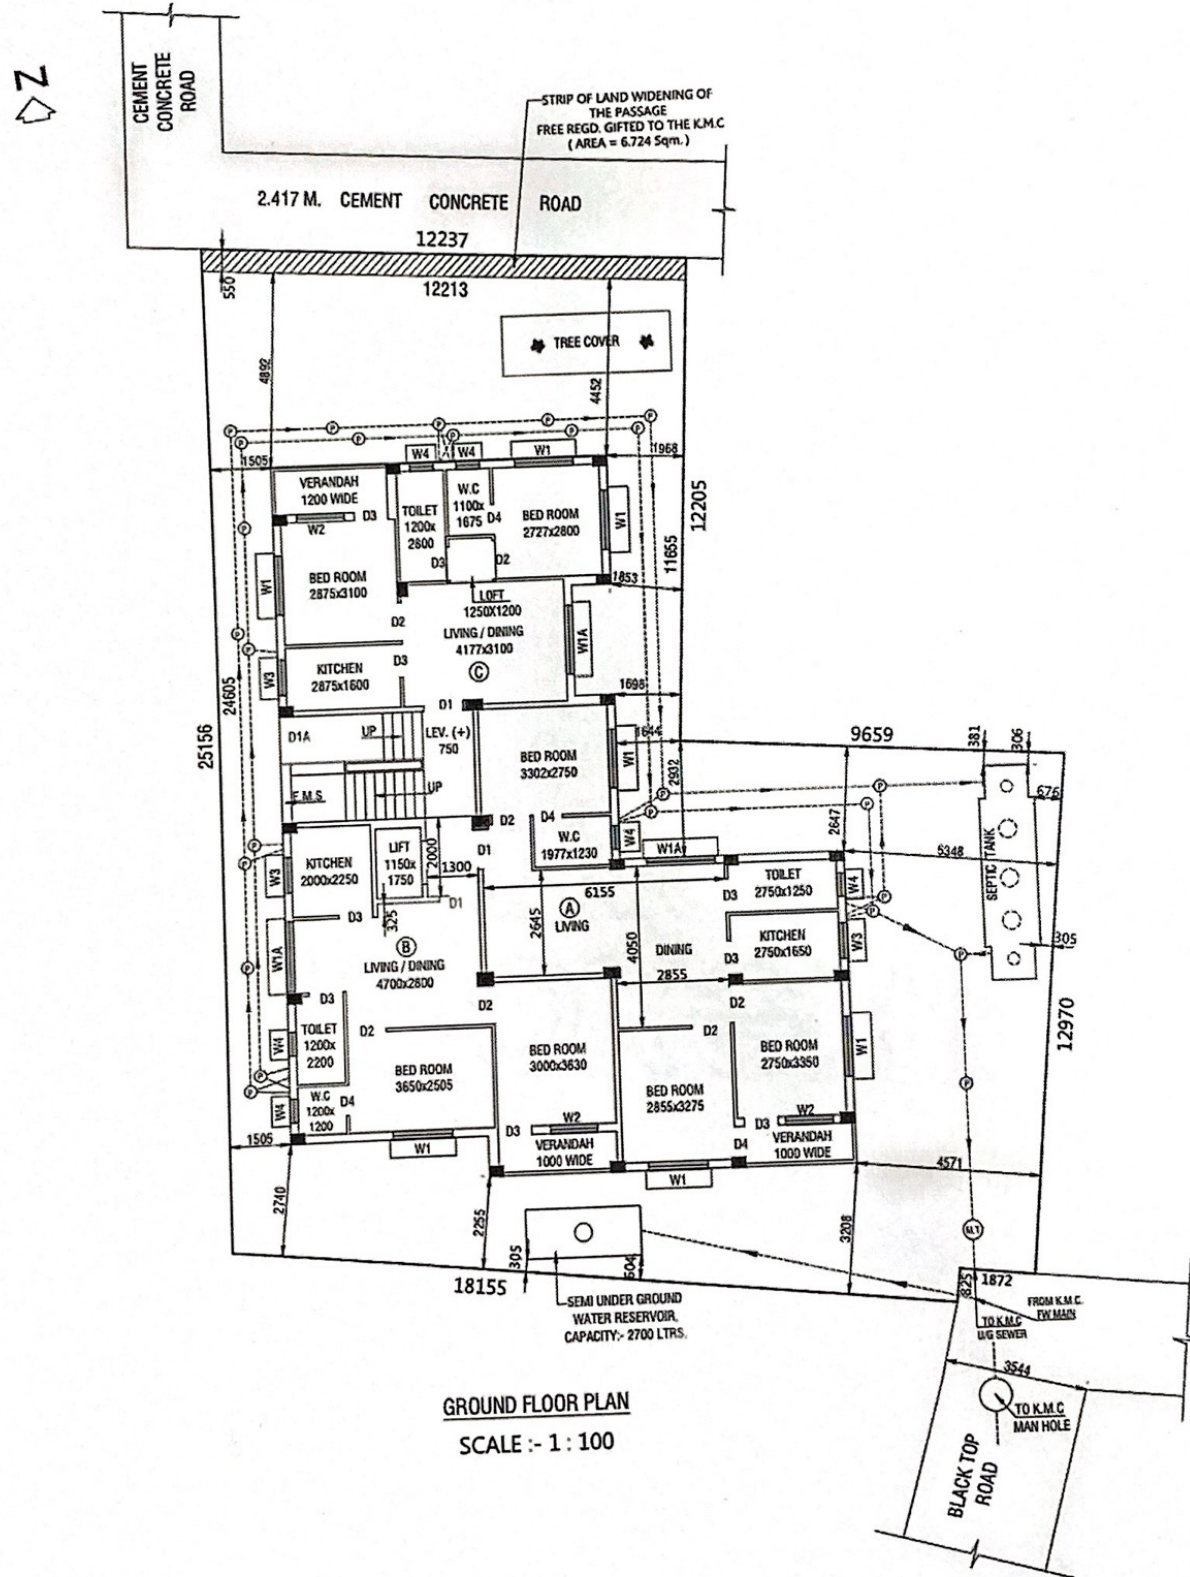 N
CEMENT
CONCRETE
ROAD
STRIP OF LAND WIDENING OF
THE PASSAGE
FREE REGD. GIFTED TO THE K.M.C
( AREA = 6.724 Sqm.)
2.417 M. CEMENT CONCRETE ROAD
12237
550
12213
TREE COVER
4892
4452
P P P P
P P P P P P
1505
1968
W4 W4 W1
VERANDAH
1200 WIDE
D3
W2
TOILET
1200x
2600
W.C
1100x
1675
D4
BED ROOM
2727x2800
W1
12205
11655
P
D3
D2
1853
W1
BED ROOM
2875x3100
LOFT
1250X1200
D2
LIVING / DINING
4177x3100
C
W1A
P
P
KITCHEN
2875x1600
D3
W3
1698
24605
25156
D1
D1A
UP
LEV. (+)
750
BED ROOM
3302x2750
W1
1644
2932
9659
381
306
676
F.M.S
UP
P
P
P
P
2647
D2
D4
W.C
1977x1230
W4
W1A
D1
KITCHEN
2000x2250
LIFT
1150x
1750
2000
1300
D1
W3
P
P
6155
TOILET
2750x1250
D3
W4
6348
SEPTIC TANK
P
P
D3
325
2645
A
LIVING
4050
DINING
KITCHEN
2750x1650
D3
W3
305
P
B
LIVING / DINING
4700x2800
W1A
P
2855
D3
D2
D2
TOILET
1200x
2200
W4
D2
D2
BED ROOM
3650x2505
BED ROOM
3000x3630
BED ROOM
2855x3275
BED ROOM
2750x3350
W1
12970
P
P
P
W.C
1200x
1200
D4
W4
D3
W2
VERANDAH
1000 WIDE
D3
W2
D4
VERANDAH
1000 WIDE
1505
W1
W1
4571
2740
2255
3208
M.T
305
604
18155
SEMI UNDER GROUND
WATER RESERVOIR,
CAPACITY:- 2700 LTRS.
825
1872
FROM K.M.C.
FW MAIN
TO K.M.C
U/G SEWER
3544
TO K.M.C
MAN HOLE
BLACK TOP
ROAD
GROUND FLOOR PLAN
SCALE :- 1 : 100